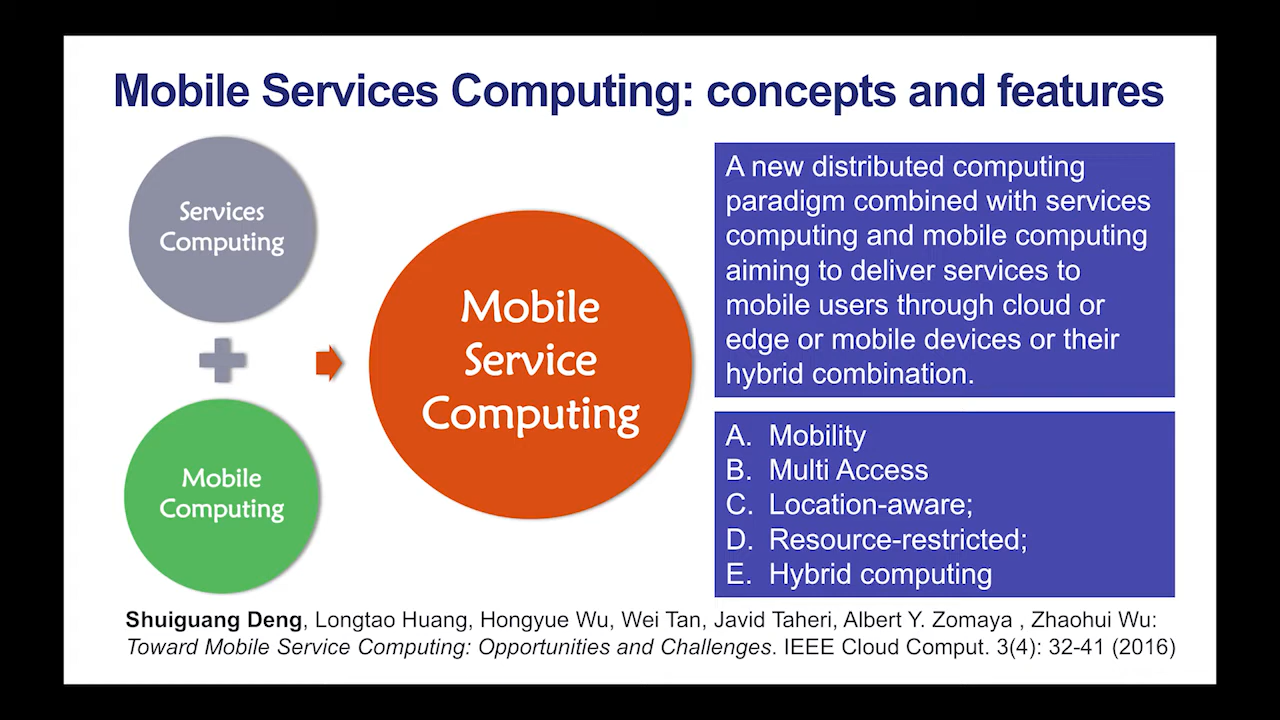 Mobile Services Computing: concepts and features
Services
Computing
Mobile
Computing
Mobile
Service
Computing
A new distributed computing
paradigm combined with services
computing and mobile computing
aiming to deliver services to
mobile users through cloud or
edge or mobile devices or their
hybrid combination.
A. Mobility
B. Multi Access
C. Location-aware;
D. Resource-restricted;
E. Hybrid computing
Shuiguang Deng, Longtao Huang, Hongyue Wu, Wei Tan, Javid Taheri, Albert Y. Zomaya , Zhaohui Wu:
Toward Mobile Service Computing: Opportunities and Challenges. IEEE Cloud Comput. 3(4): 32-41 (2016)